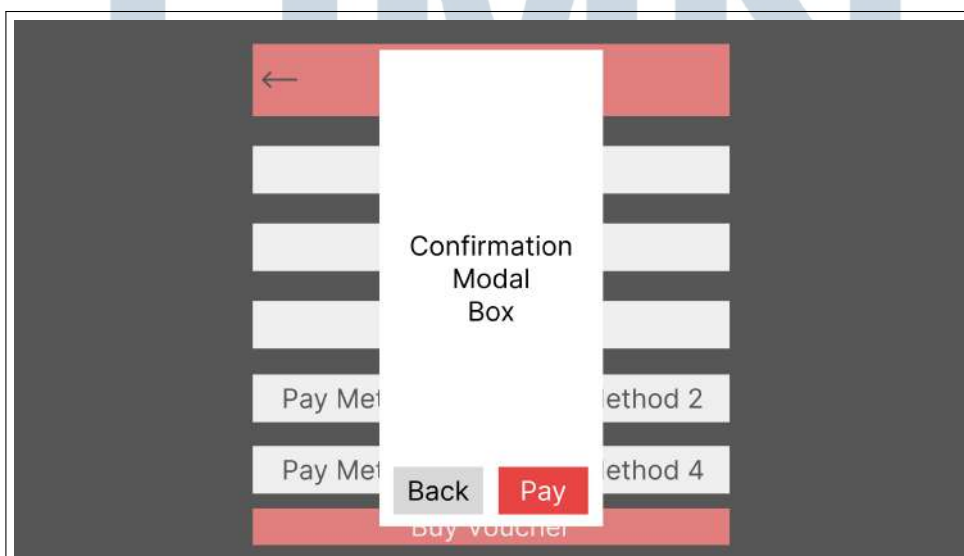 ←
Confirmation
Modal
Box
Pay Met ethod 2
Pay Met ethod 4
Back Pay
Buy Voucher